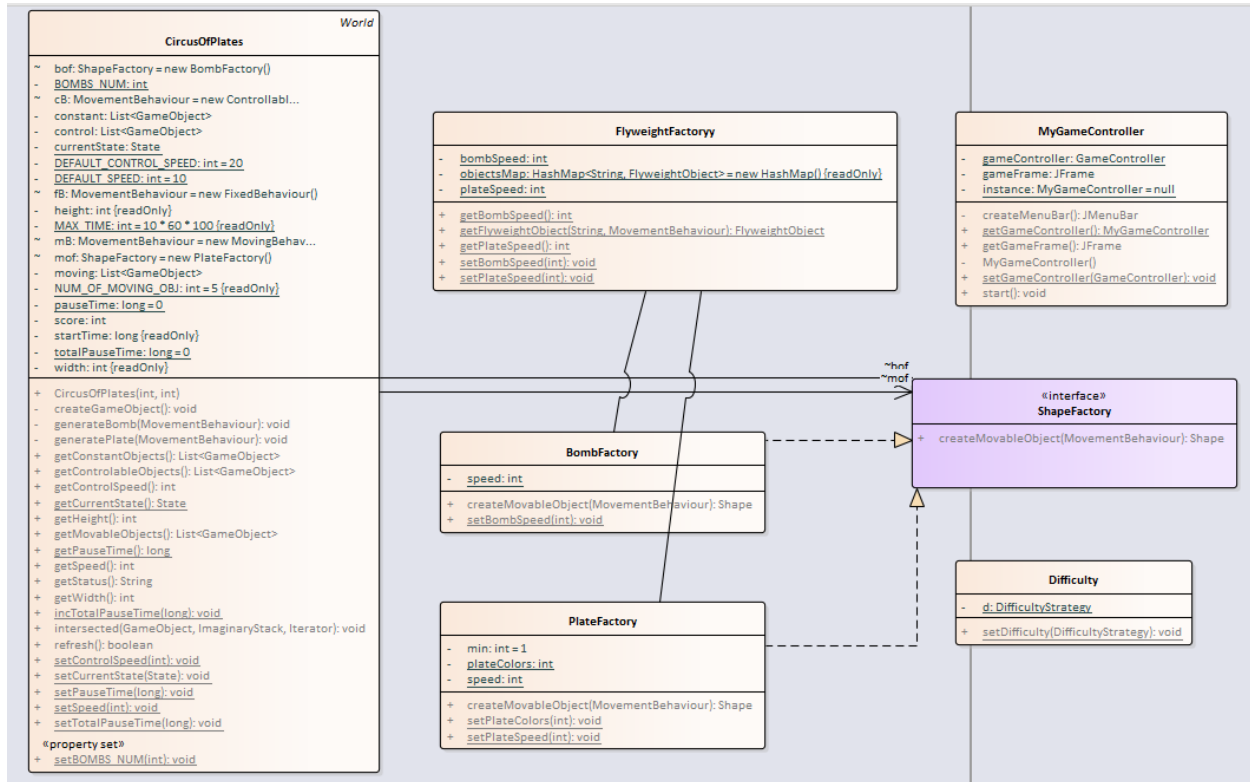 World
CircusOfPlates
~ bof: ShapeFactory = new BombFactory()
- BOMBS_NUM: int
~ cB: MovementBehaviour = new Controllabl...
- constant: List<GameObject>
- control: List<GameObject>
- currentState: State
- DEFAULT_CONTROL_SPEED: int = 20
- DEFAULT_SPEED: int = 10
~ fB: MovementBehaviour = new FixedBehaviour()
- height: int {readOnly}
- MAX_TIME: int = 10 * 60 * 100 {readOnly}
~ mB: MovementBehaviour = new MovingBehav...
~ mof: ShapeFactory = new PlateFactory()
- moving: List<GameObject>
- NUM_OF_MOVING_OBJ: int = 5 {readOnly}
- pauseTime: long = 0
- score: int
- startTime: long {readOnly}
- totalPauseTime: long = 0
- width: int {readOnly}
+ CircusOfPlates(int, int)
- createGameObject(): void
- generateBomb(MovementBehaviour): void
- generatePlate(MovementBehaviour): void
+ getConstantObjects(): List<GameObject>
+ getControlableObjects(): List<GameObject>
+ getControlSpeed(): int
+ getCurrentState(): State
+ getHeight(): int
+ getMovableObjects(): List<GameObject>
+ getPauseTime(): long
+ getSpeed(): int
+ getStatus(): String
+ getWidth(): int
+ incTotalPauseTime(long): void
+ intersected(GameObject, ImaginaryStack, Iterator): void
+ refresh(): boolean
+ setControlSpeed(int): void
+ setCurrentState(State): void
+ setPauseTime(long): void
+ setSpeed(int): void
+ setTotalPauseTime(long): void
«property set»
+ setBOMBS_NUM(int): void
FlyweightFactoryy
- bombSpeed: int
- objectsMap: HashMap<String, FlyweightObject> = new HashMap() {readOnly}
- plateSpeed: int
+ getBombSpeed(): int
+ getFlyweightObject(String, MovementBehaviour): FlyweightObject
+ getPlateSpeed(): int
+ setBombSpeed(int): void
+ setPlateSpeed(int): void
MyGameController
- gameController: GameController
- gameFrame: JFrame
- instance: MyGameController = null
- createMenuBar(): JMenuBar
+ getGameController(): MyGameController
+ getGameFrame(): JFrame
- MyGameController()
+ setGameController(GameController): void
+ start(): void
~bof
~mof
«interface»
ShapeFactory
+ createMovableObject(MovementBehaviour): Shape
BombFactory
- speed: int
+ createMovableObject(MovementBehaviour): Shape
+ setBombSpeed(int): void
PlateFactory
- min: int = 1
- plateColors: int
- speed: int
+ createMovableObject(MovementBehaviour): Shape
+ setPlateColors(int): void
+ setPlateSpeed(int): void
Difficulty
- d: DifficultyStrategy
+ setDifficulty(DifficultyStrategy): void